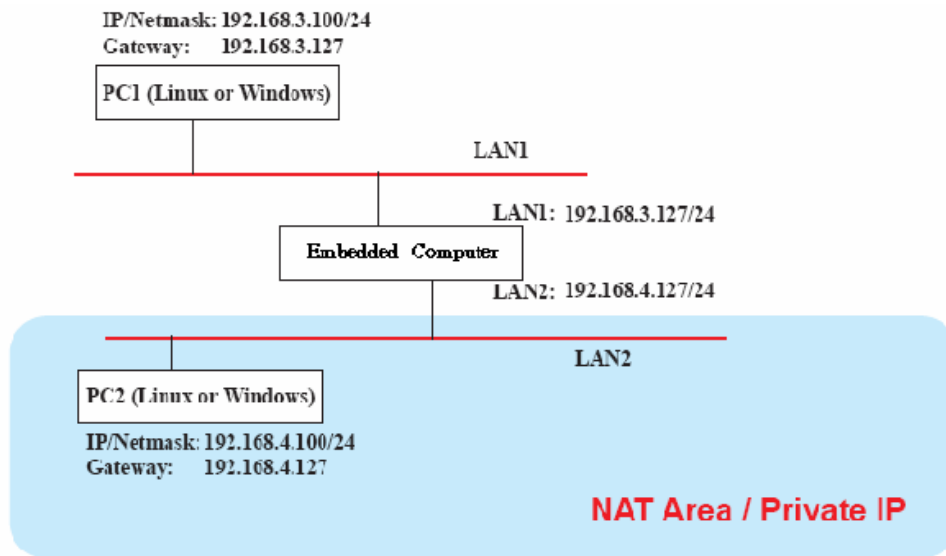 IP/Netmask: 192.168.3.100/24
Gateway: 192.168.3.127
PC1 (Linux or Windows)
LAN1
LAN1: 192.168.3.127/24
Embedded Computer
LAN2: 192.168.4.127/24
LAN2
PC2 (Linux or Windows)
IP/Netmask: 192.168.4.100/24
Gateway: 192.168.4.127
NAT Area / Private IP